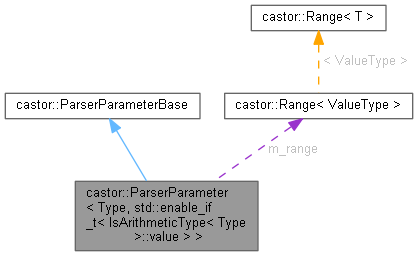 castor::Range< T >
< ValueType >
castor::ParserParameterBase
castor::Range< ValueType >
m_range
castor::ParserParameter
< Type, std::enable_if
_t< IsArithmeticType< Type
>::value > >